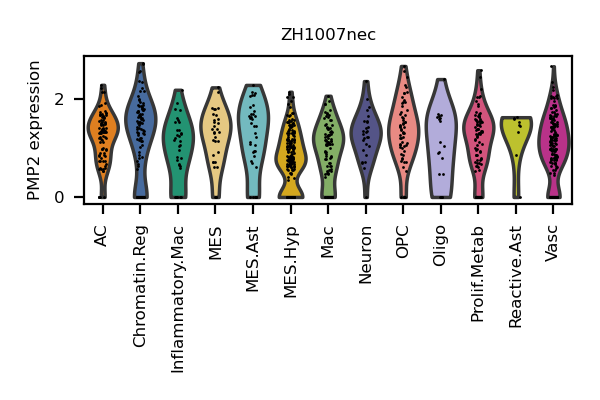 ZH1007nec
PMP2 expression
2
0
AC
Chromatin.Reg
Inflammatory.Mac
MES
MES.Ast
MES.Hyp
Mac
Neuron
OPC
Oligo
Prolif.Metab
Reactive.Ast
Vasc